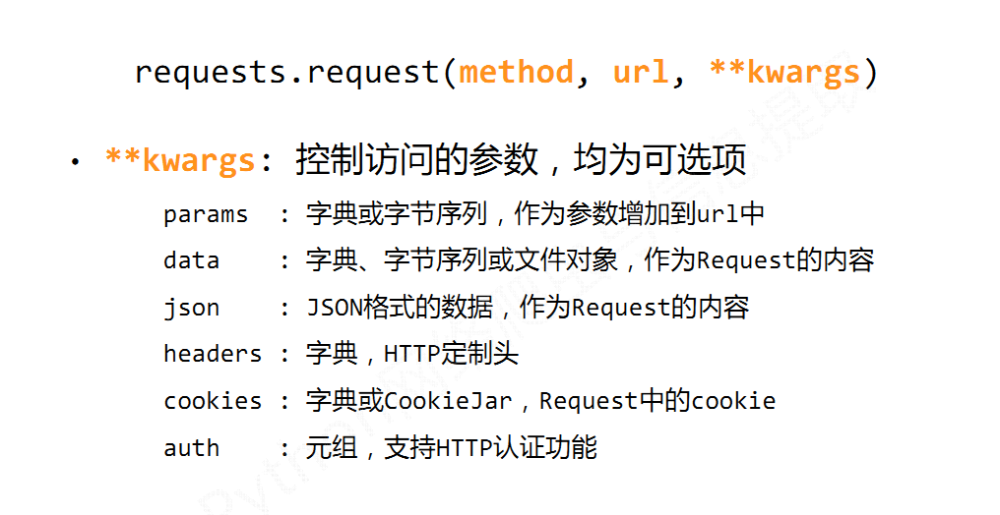 requests.request(method, url, **kwargs)
• **kwargs: 控制访问的参数，均为可选项
params : 字典或字节序列，作为参数增加到url中
data : 字典、字节序列或文件对象，作为Request的内容
json : JSON格式的数据，作为Request的内容
headers : 字典，HTTP定制头
cookies : 字典或CookieJar，Request中的cookie
auth : 元组，支持HTTP认证功能